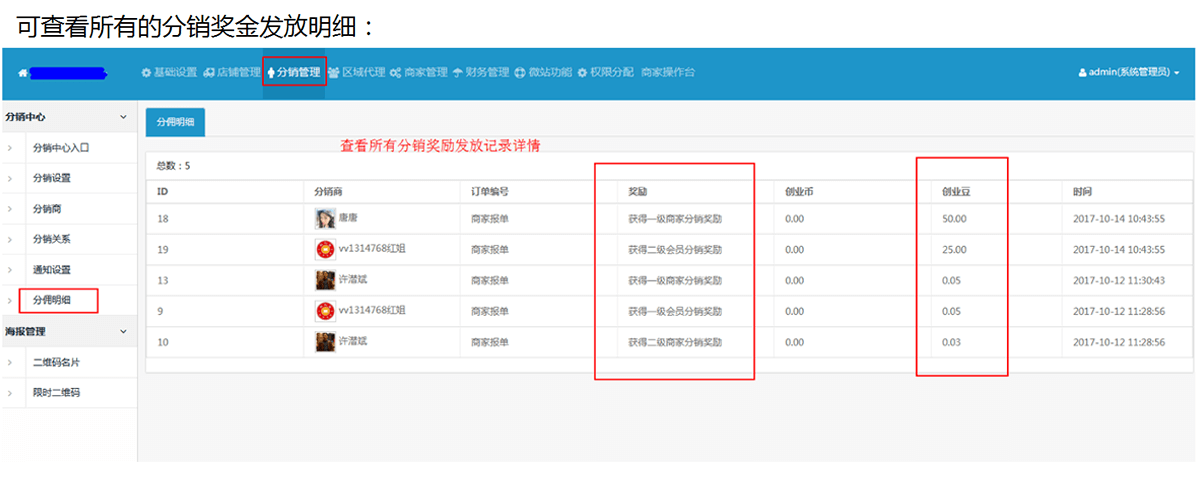 可查看所有的分销奖金发放明细：
基础设置 店铺管理 分销管理 区域代理 商家管理 财务管理 微站功能 权限分配 商家操作台 admin(系统管理员)
分销中心
分销中心入口
分销设置
分销商
分销关系
通知设置
分佣明细
海报管理
二维码名片
限时二维码
分佣明细
查看所有分销奖励发放记录详情
总数：5
ID 分销商 订单编号 奖励 创业币 创业豆 时间
18 唐唐 商家报单 获得一级商家分销奖励 0.00 50.00 2017-10-14 10:43:55
19 vv1314768红姐 商家报单 获得二级会员分销奖励 0.00 25.00 2017-10-14 10:43:55
13 许潜斌 商家报单 获得一级商家分销奖励 0.00 0.05 2017-10-12 11:30:43
9 vv1314768红姐 商家报单 获得一级会员分销奖励 0.00 0.05 2017-10-12 11:28:56
10 许潜斌 商家报单 获得二级商家分销奖励 0.00 0.03 2017-10-12 11:28:56